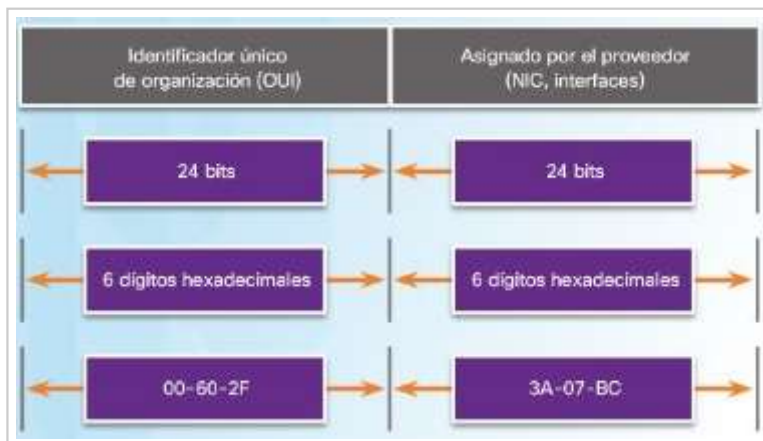 Identificador único
de organización (OUI)
Asignado por el proveedor
(NIC, interfaces)
24 bits
24 bits
6 dígitos hexadecimales
6 dígitos hexadecimales
00-60-2F
3A-07-BC